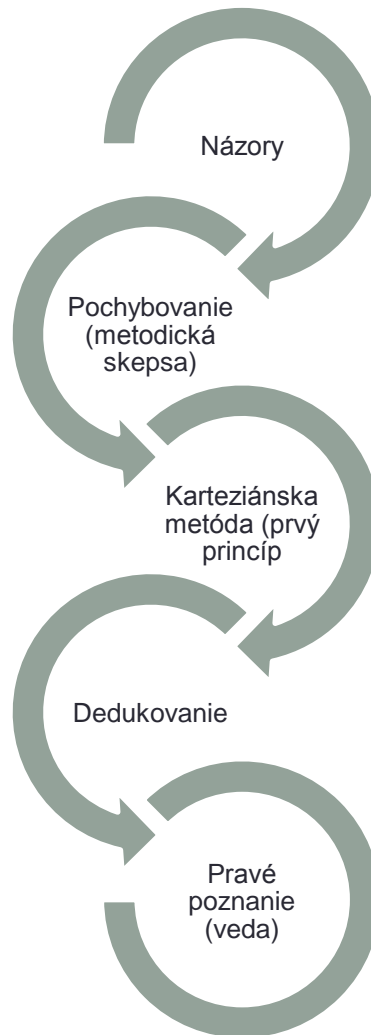 Názory
Pochybovanie
(metodická
skepsa)
Karteziánska
metóda (prvý
princíp
Dedukovanie
Pravé
poznanie
(veda)